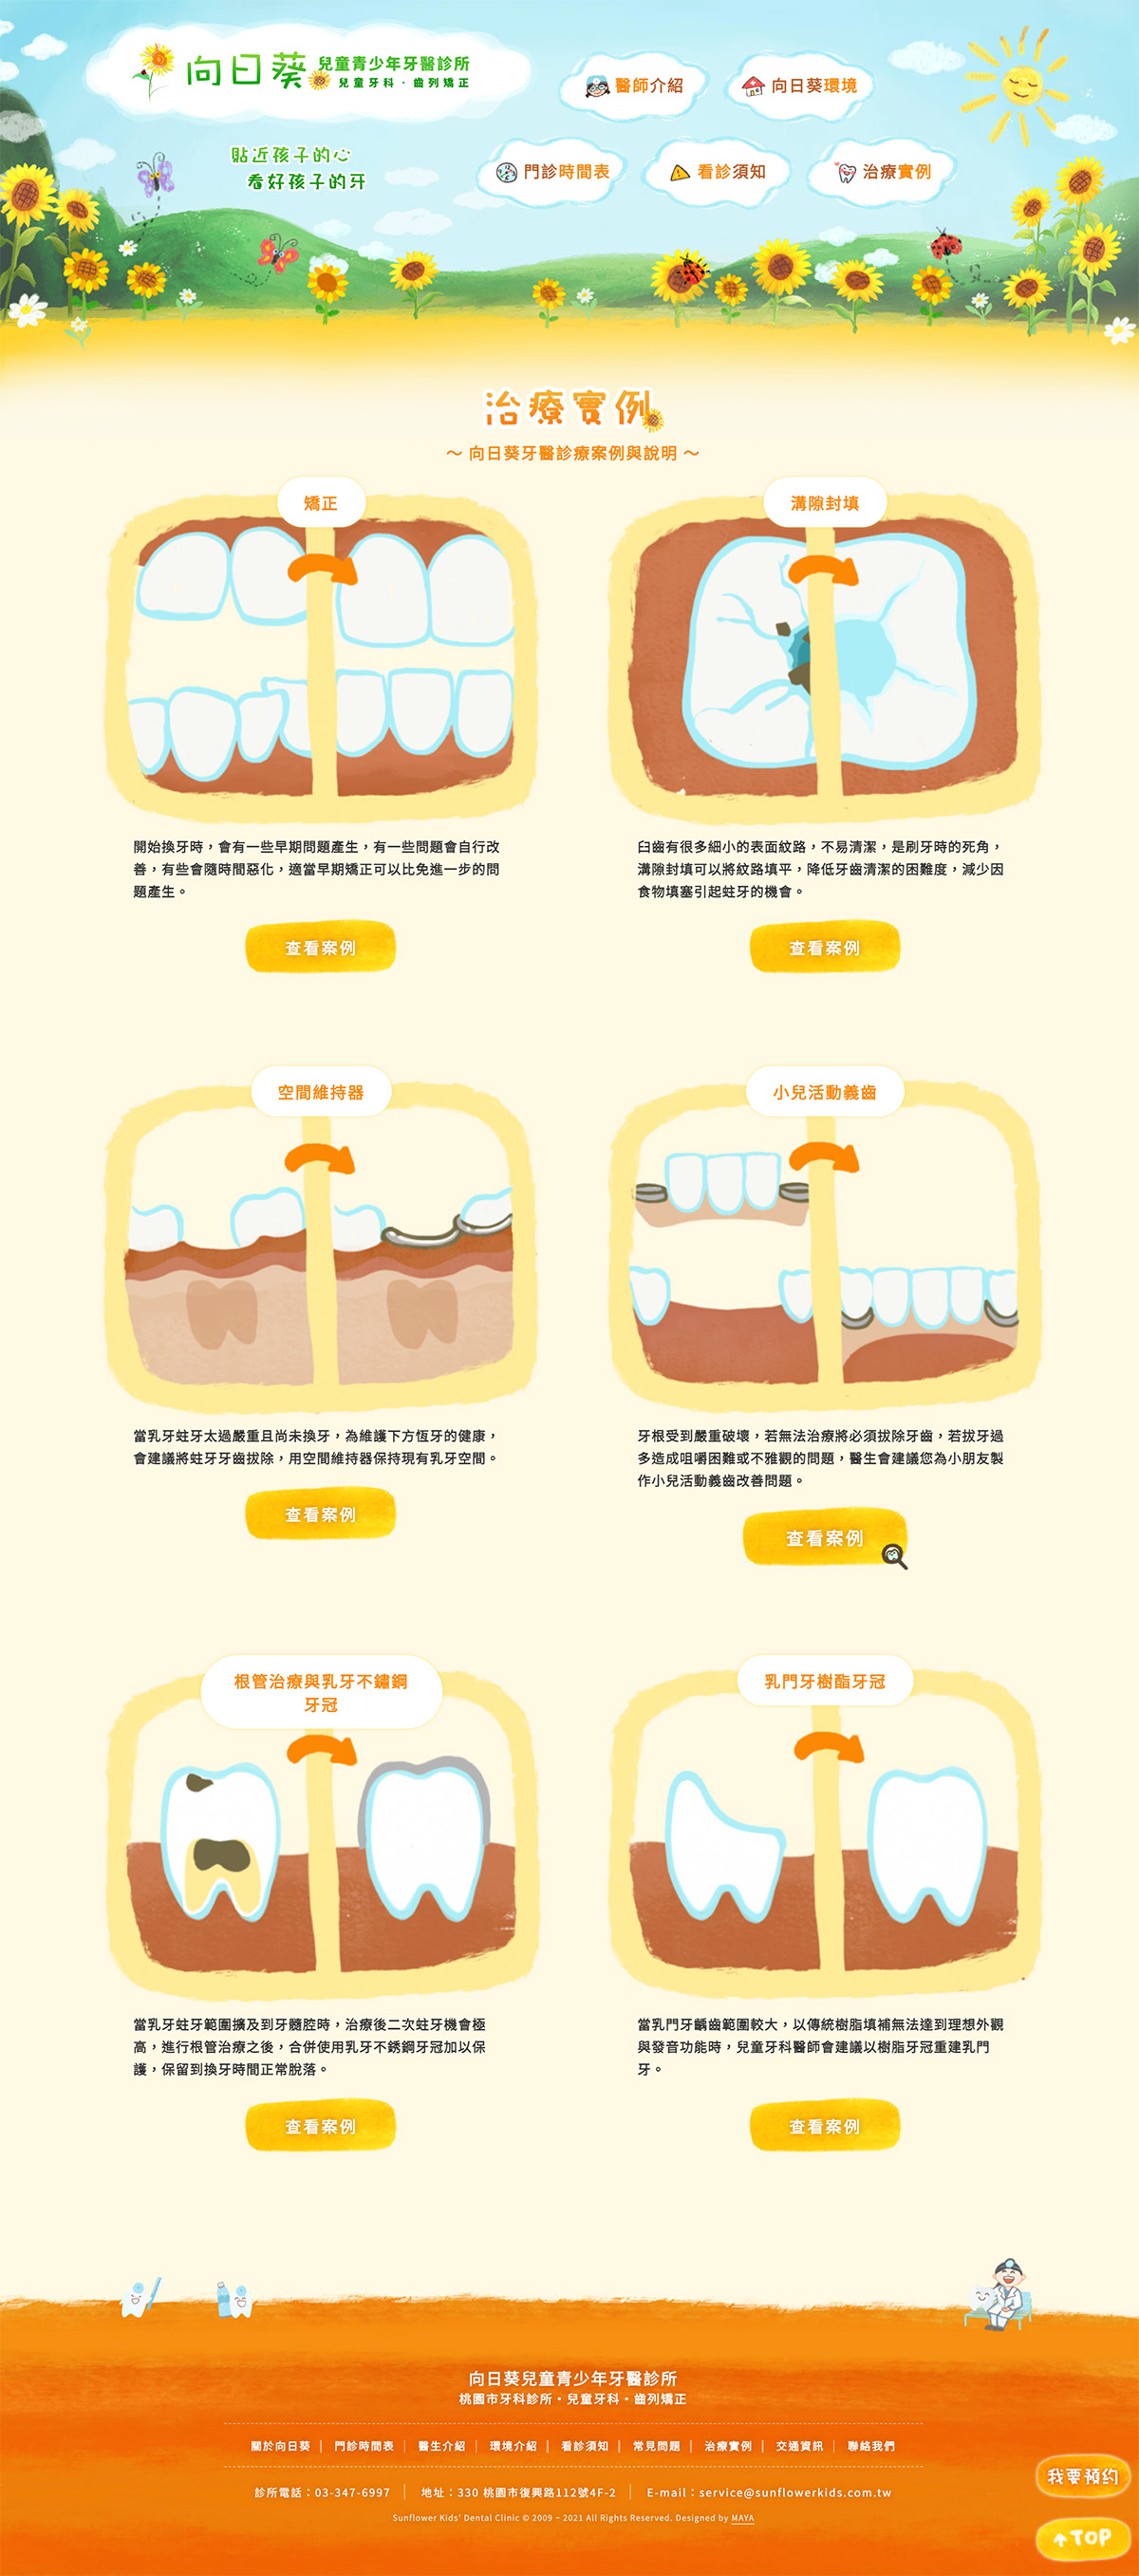 向日葵 兒童青少年牙醫診所
兒童牙科．齒列矯正
醫師介紹
向日葵環境
貼近孩子的心
看好孩子的牙
門診時間表
看診須知
治療實例
治療實例
～ 向日葵牙醫診療案例與說明 ～
矯正
開始換牙時，會有一些早期問題產生，有一些問題會自行改
善，有些會隨時間惡化，適當早期矯正可以比免進一步的問
題產生。
查看案例
溝隙封填
臼齒有很多細小的表面紋路，不易清潔，是刷牙時的死角，
溝隙封填可以將紋路填平，降低牙齒清潔的困難度，減少因
食物填塞引起蛀牙的機會。
查看案例
空間維持器
當乳牙蛀牙太過嚴重且尚未換牙，為維護下方恆牙的健康，
會建議將蛀牙牙齒拔除，用空間維持器保持現有乳牙空間。
查看案例
小兒活動義齒
牙根受到嚴重破壞，若無法治療將必須拔除牙齒，若拔牙過
多造成咀嚼困難或不雅觀的問題，醫生會建議您為小朋友製
作小兒活動義齒改善問題。
查看案例
根管治療與乳牙不鏽鋼
牙冠
當乳牙蛀牙範圍擴及到牙髓腔時，治療後二次蛀牙機會極
高，進行根管治療之後，合併使用乳牙不銹鋼牙冠加以保
護，保留到換牙時間正常脫落。
查看案例
乳門牙樹酯牙冠
當乳門牙齲齒範圍較大，以傳統樹脂填補無法達到理想外觀
與發音功能時，兒童牙科醫師會建議以樹脂牙冠重建乳門
牙。
查看案例
向日葵兒童青少年牙醫診所
桃園市牙科診所・兒童牙科・齒列矯正
關於向日葵 | 門診時間表 | 醫生介紹 | 環境介紹 | 看診須知 | 常見問題 | 治療實例 | 交通資訊 | 聯絡我們
診所電話：03-347-6997 | 地址：330 桃園市復興路112號4F-2 | E-mail：service@sunflowerkids.com.tw
Sunflower Kids' Dental Clinic © 2009 ~ 2021 All Rights Reserved. Designed by MAYA
我要預約
TOP